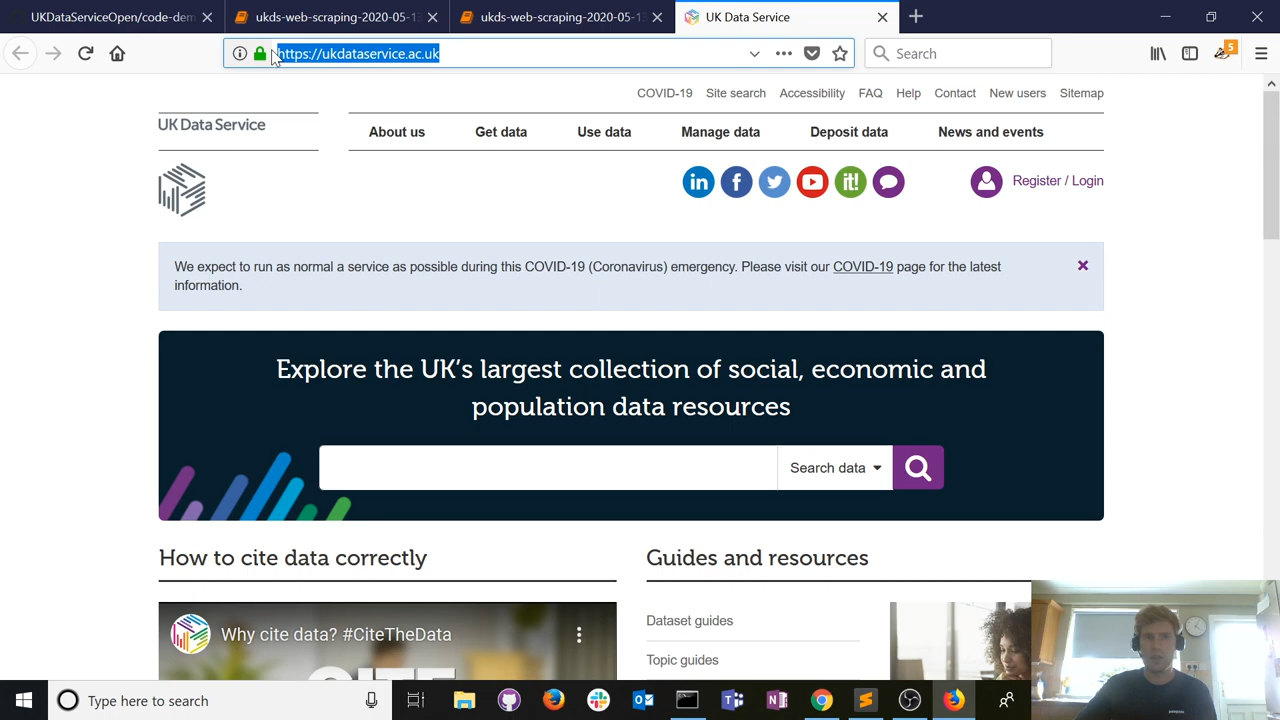 UKDataServiceOpen/code-dem
ukds-web-scraping-2020-05-13
ukds-web-scraping-2020-05-13
UK Data Service
https://ukdataservice.ac.uk
Search
5
COVID-19 Site search Accessibility FAQ Help Contact New users Sitemap
UK Data Service
About us Get data Use data Manage data Deposit data News and events
in f it! Register / Login
We expect to run as normal a service as possible during this COVID-19 (Coronavirus) emergency. Please visit our COVID-19 page for the latest
information.
Explore the UK's largest collection of social, economic and
population data resources
Search data
How to cite data correctly
Guides and resources
Why cite data? #CiteTheData
Dataset guides
Topic guides
Type here to search